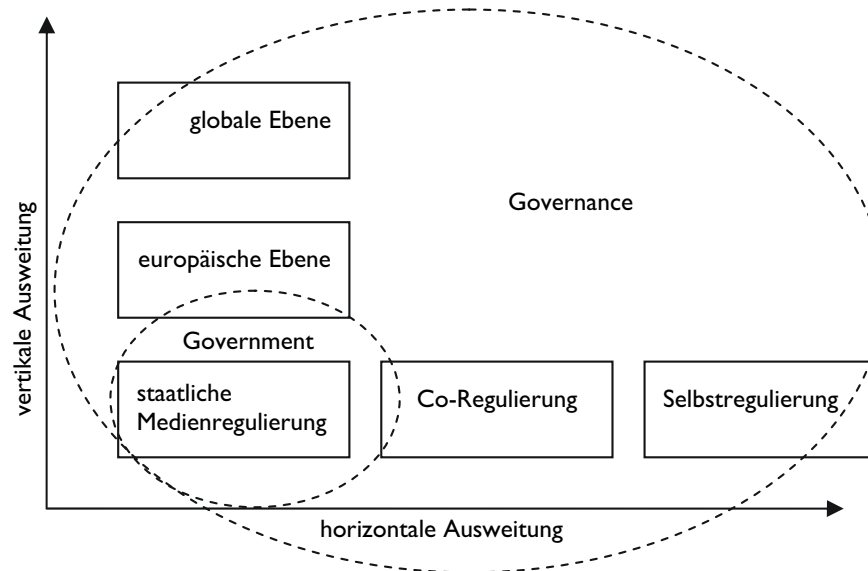 globale Ebene
Governance
europäische Ebene
Government
staatliche
Medienregulierung
Co-Regulierung
Selbstregulierung
vertikale Ausweitung
horizontale Ausweitung